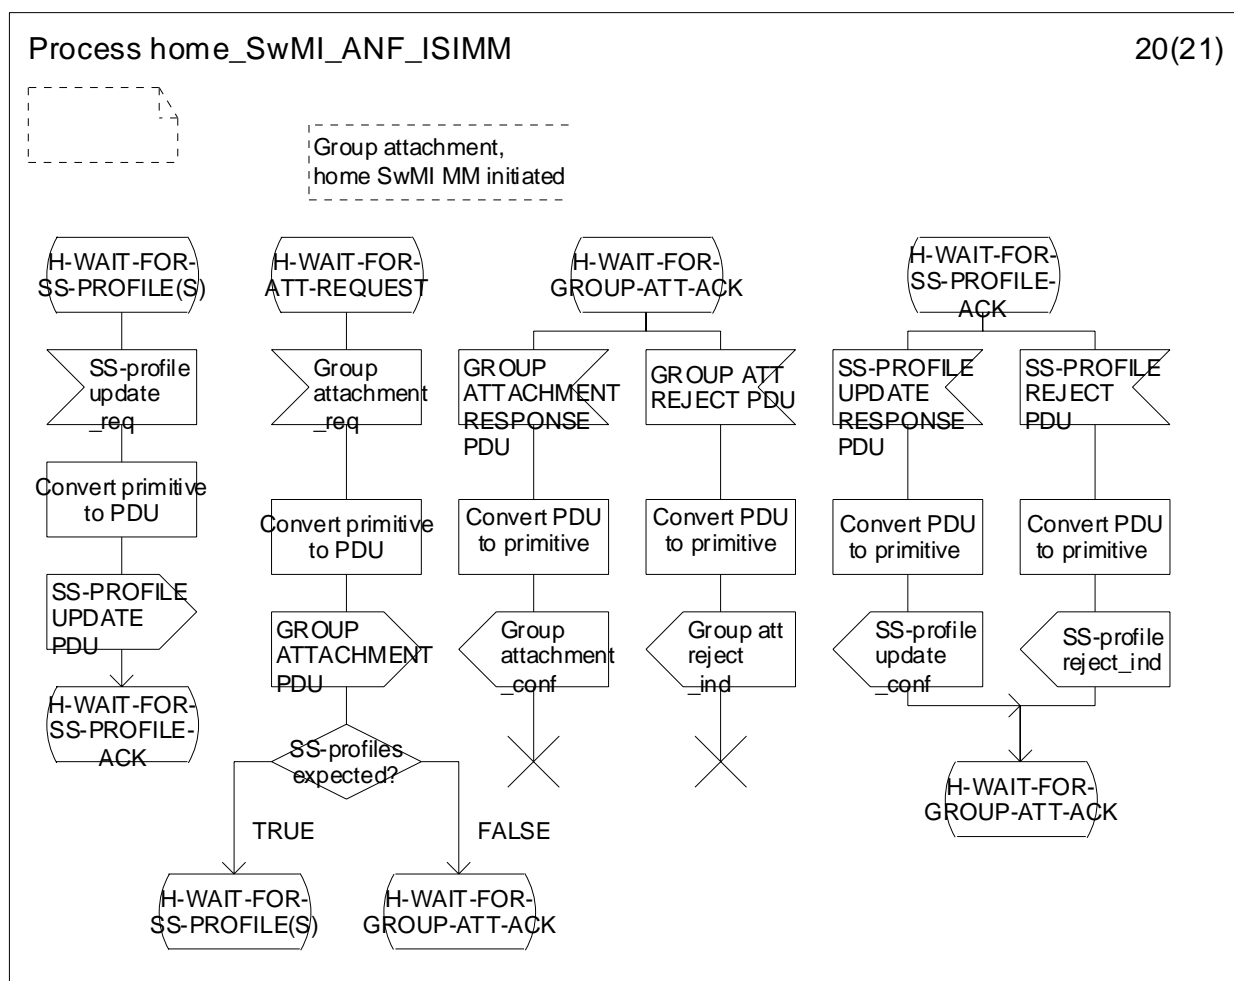 Process home_SwMI_ANF_ISIMM
20(21)
Group attachment,
home SwMI MM initiated
H-WAIT-FOR-
SS-PROFILE(S)
SS-profile
update
_req
Convert primitive
to PDU
SS-PROFILE
UPDATE
PDU
H-WAIT-FOR-
SS-PROFILE-
ACK
H-WAIT-FOR-
ATT-REQUEST
Group
attachment
_req
Convert primitive
to PDU
GROUP
ATTACHMENT
PDU
SS-profiles
expected?
TRUE
FALSE
H-WAIT-FOR-
SS-PROFILE(S)
H-WAIT-FOR-
GROUP-ATT-ACK
H-WAIT-FOR-
GROUP-ATT-ACK
GROUP
ATTACHMENT
RESPONSE
PDU
Convert PDU
to primitive
Group
attachment
_conf
GROUP ATT
REJECT PDU
Convert PDU
to primitive
Group att
reject
_ind
H-WAIT-FOR-
SS-PROFILE-
ACK
SS-PROFILE
UPDATE
RESPONSE
PDU
Convert PDU
to primitive
SS-profile
update
_conf
SS-PROFILE
REJECT
PDU
Convert PDU
to primitive
SS-profile
reject_ind
H-WAIT-FOR-
GROUP-ATT-ACK